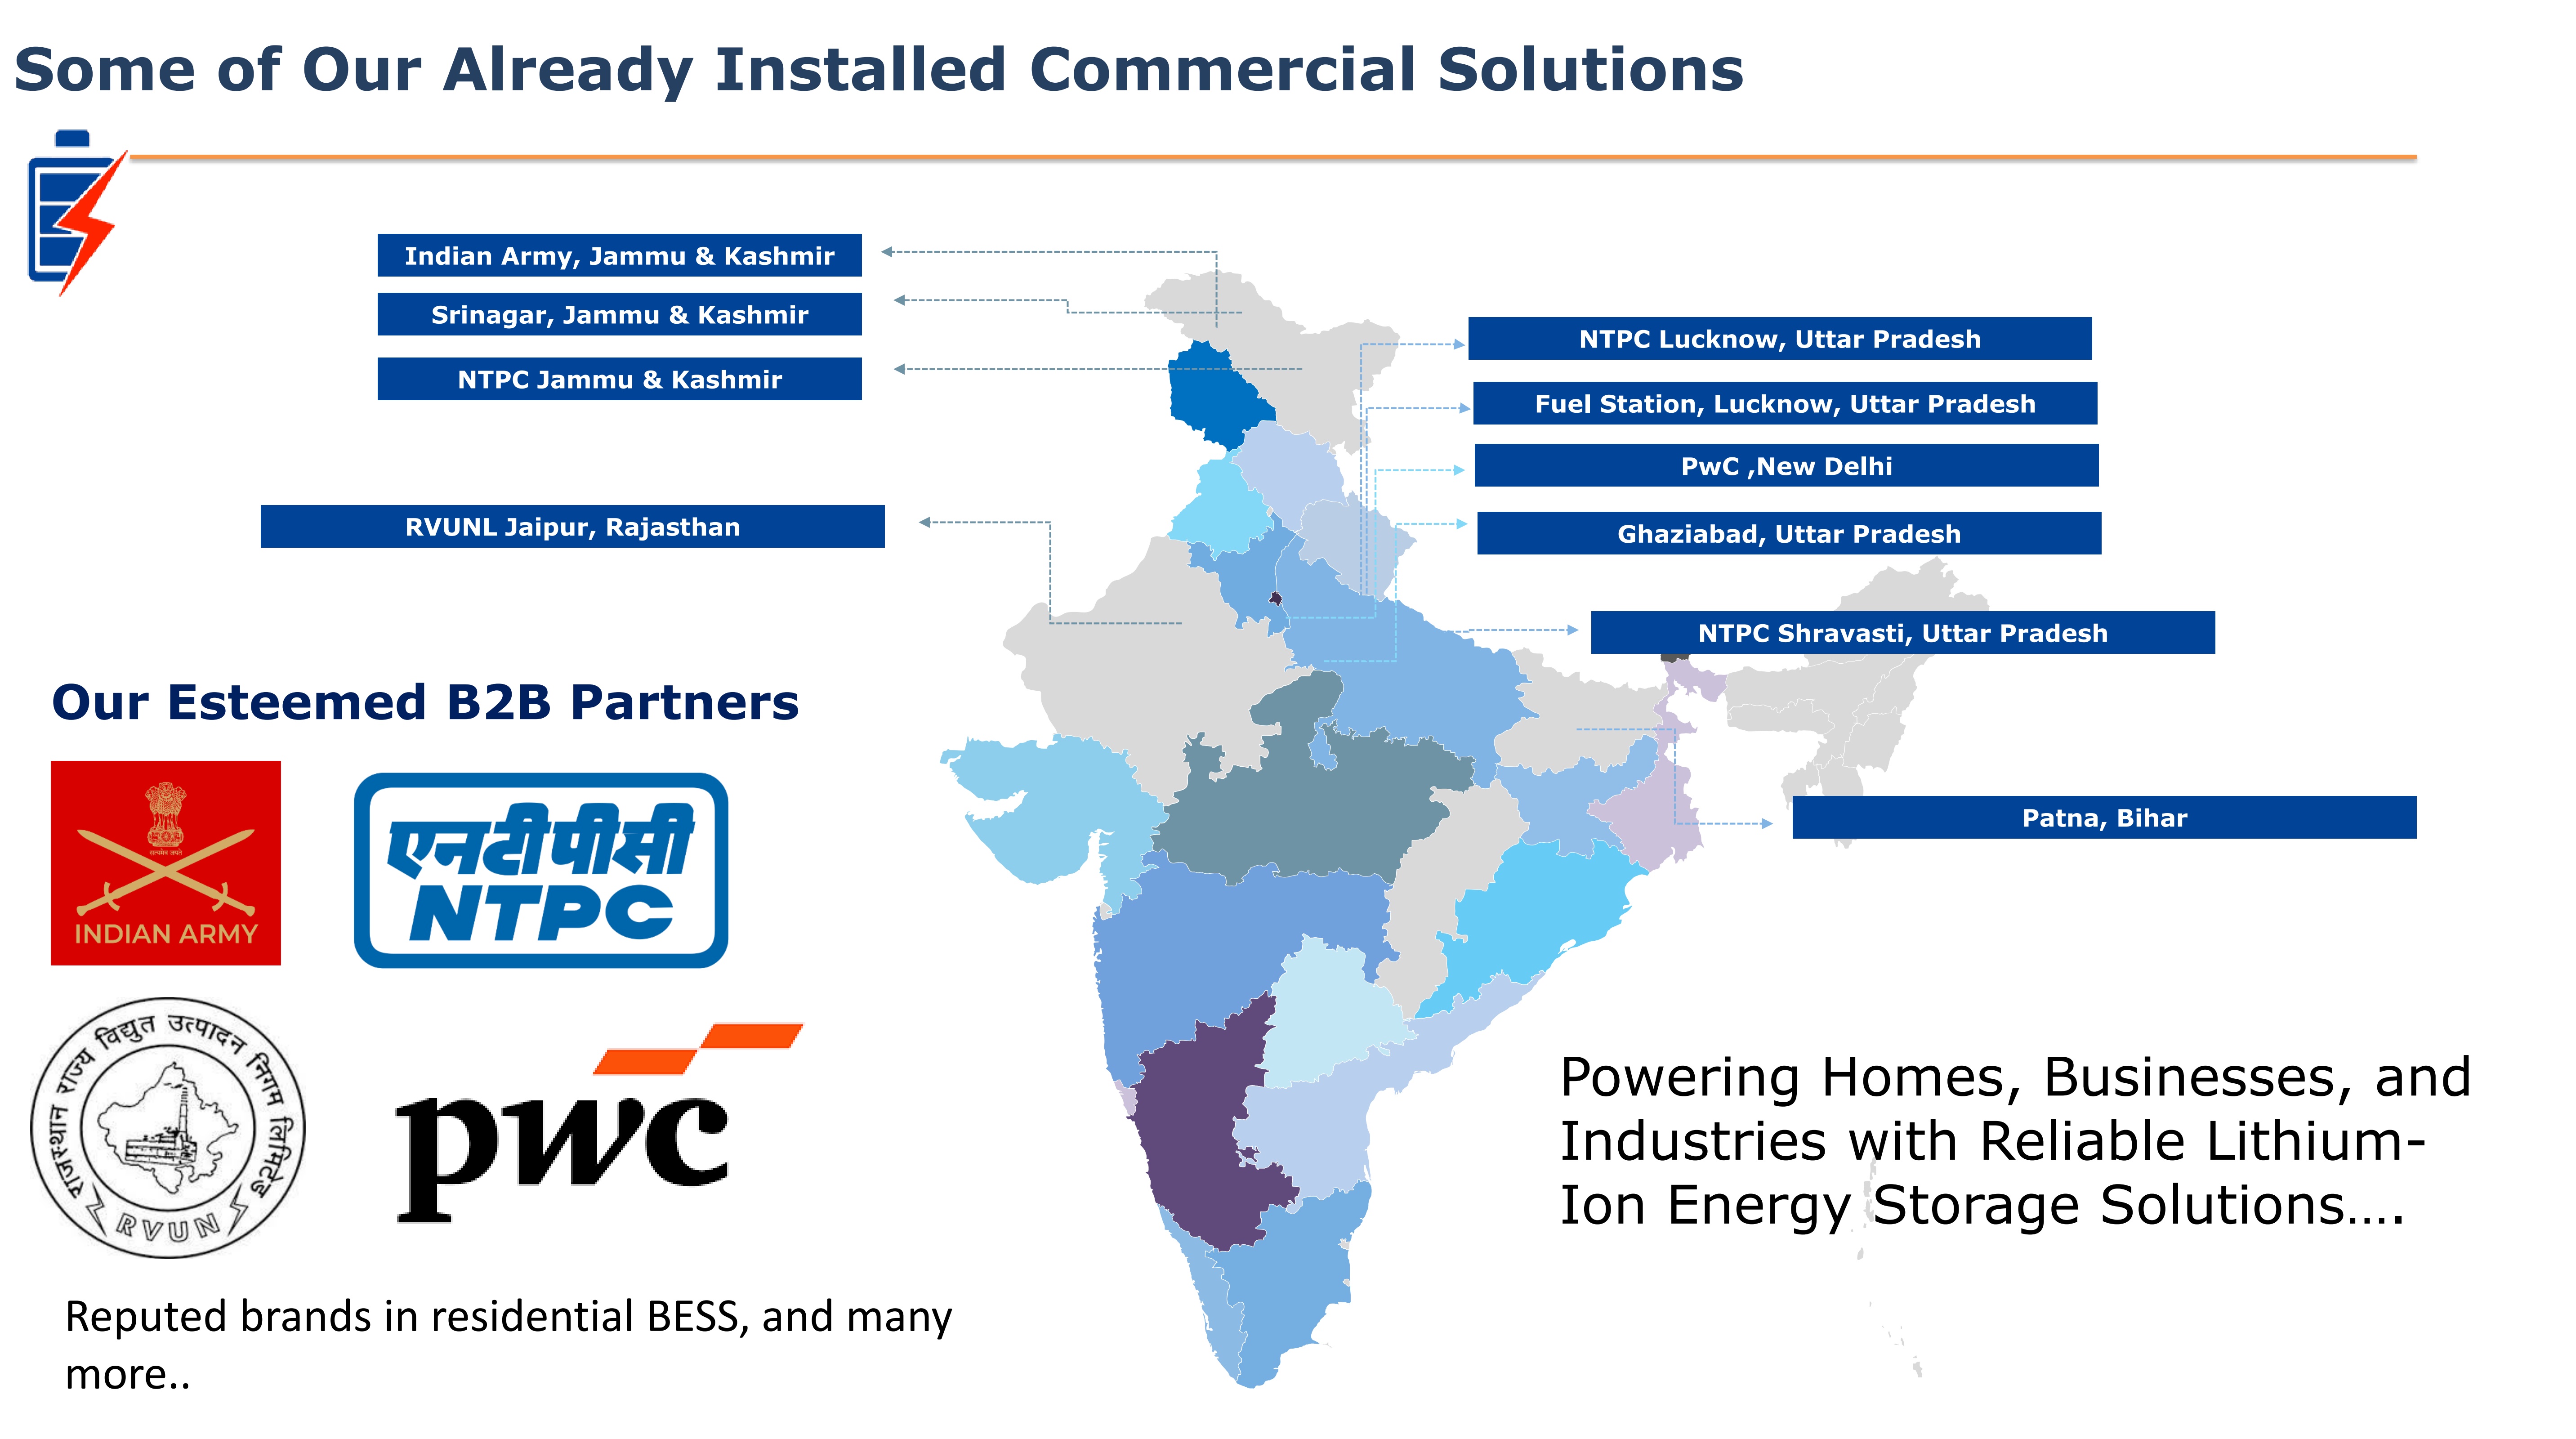 Some of Our Already Installed Commercial Solutions
Indian Army, Jammu & Kashmir
Srinagar, Jammu & Kashmir
NTPC Jammu & Kashmir
RVUNL Jaipur, Rajasthan
NTPC Lucknow, Uttar Pradesh
Fuel Station, Lucknow, Uttar Pradesh
PwC ,New Delhi
Ghaziabad, Uttar Pradesh
NTPC Shravasti, Uttar Pradesh
Patna, Bihar
Our Esteemed B2B Partners
सत्यमेव जयते
INDIAN ARMY
एनटीपीसी
NTPC
राजस्थान राज्य विद्युत उत्पादन निगम लिमिटेड
RVUN
pwc
Reputed brands in residential BESS, and many
more..
Powering Homes, Businesses, and
Industries with Reliable Lithium-
Ion Energy Storage Solutions....